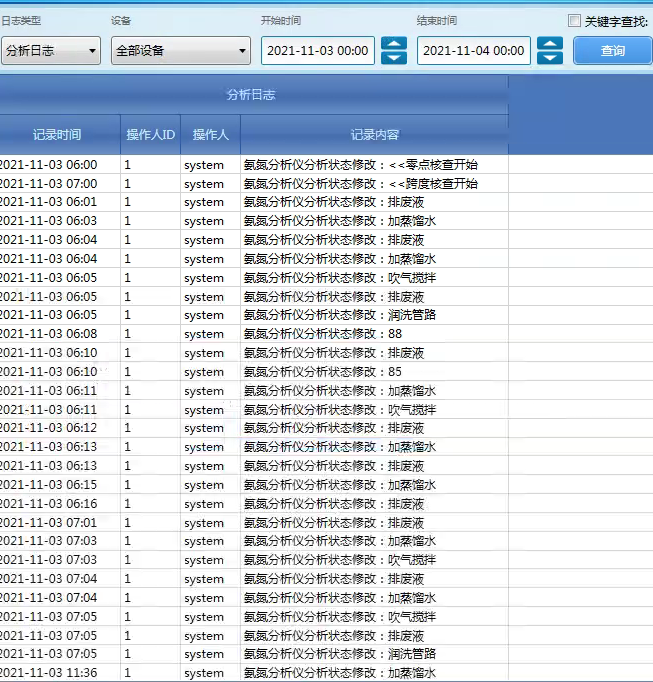 日志类型 设备 开始时间 结束时间 关键字查找:
分析日志 全部设备 2021-11-03 00:00 2021-11-04 00:00 查询
分析日志
记录时间 操作人ID 操作人 记录内容
2021-11-03 06:00 1 system 氨氮分析仪分析状态修改：<<零点核查开始
2021-11-03 07:00 1 system 氨氮分析仪分析状态修改：<<跨度核查开始
2021-11-03 06:01 1 system 氨氮分析仪分析状态修改：排废液
2021-11-03 06:03 1 system 氨氮分析仪分析状态修改：加蒸馏水
2021-11-03 06:04 1 system 氨氮分析仪分析状态修改：排废液
2021-11-03 06:04 1 system 氨氮分析仪分析状态修改：加蒸馏水
2021-11-03 06:05 1 system 氨氮分析仪分析状态修改：吹气搅拌
2021-11-03 06:05 1 system 氨氮分析仪分析状态修改：排废液
2021-11-03 06:05 1 system 氨氮分析仪分析状态修改：润洗管路
2021-11-03 06:08 1 system 氨氮分析仪分析状态修改：88
2021-11-03 06:10 1 system 氨氮分析仪分析状态修改：排废液
2021-11-03 06:10 1 system 氨氮分析仪分析状态修改：85
2021-11-03 06:11 1 system 氨氮分析仪分析状态修改：加蒸馏水
2021-11-03 06:11 1 system 氨氮分析仪分析状态修改：吹气搅拌
2021-11-03 06:12 1 system 氨氮分析仪分析状态修改：排废液
2021-11-03 06:13 1 system 氨氮分析仪分析状态修改：加蒸馏水
2021-11-03 06:13 1 system 氨氮分析仪分析状态修改：排废液
2021-11-03 06:15 1 system 氨氮分析仪分析状态修改：加蒸馏水
2021-11-03 06:16 1 system 氨氮分析仪分析状态修改：排废液
2021-11-03 07:01 1 system 氨氮分析仪分析状态修改：排废液
2021-11-03 07:03 1 system 氨氮分析仪分析状态修改：加蒸馏水
2021-11-03 07:03 1 system 氨氮分析仪分析状态修改：吹气搅拌
2021-11-03 07:04 1 system 氨氮分析仪分析状态修改：排废液
2021-11-03 07:04 1 system 氨氮分析仪分析状态修改：加蒸馏水
2021-11-03 07:05 1 system 氨氮分析仪分析状态修改：吹气搅拌
2021-11-03 07:05 1 system 氨氮分析仪分析状态修改：排废液
2021-11-03 07:05 1 system 氨氮分析仪分析状态修改：润洗管路
2021-11-03 11:36 1 system 氨氮分析仪分析状态修改：加蒸馏水